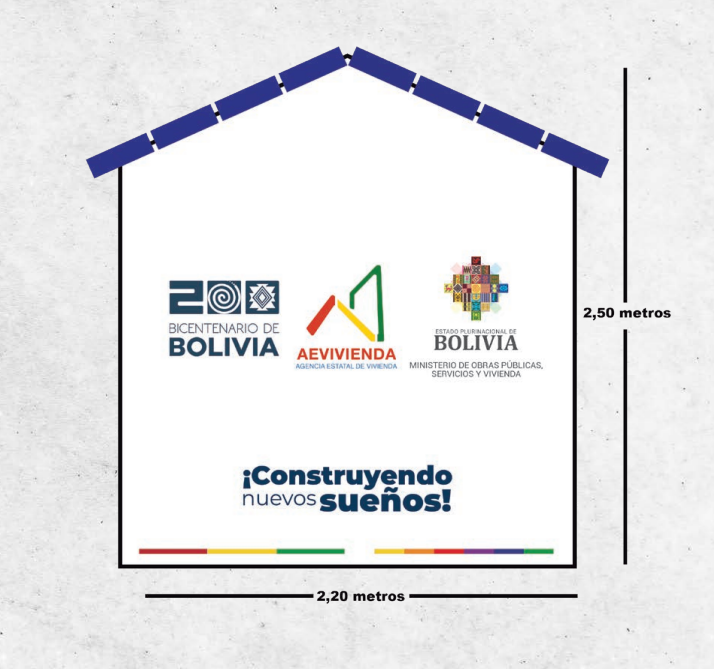 2,50 metros
200
BICENTENARIO DE
BOLIVIA
AEVIVIENDA
AGENCIA ESTATAL DE VIVIENDA
ESTADO PLURINACIONAL DE
BOLIVIA
MINISTERIO DE OBRAS PÚBLICAS,
SERVICIOS Y VIVIENDA
¡Construyendo
nuevos sueños!
2,20 metros